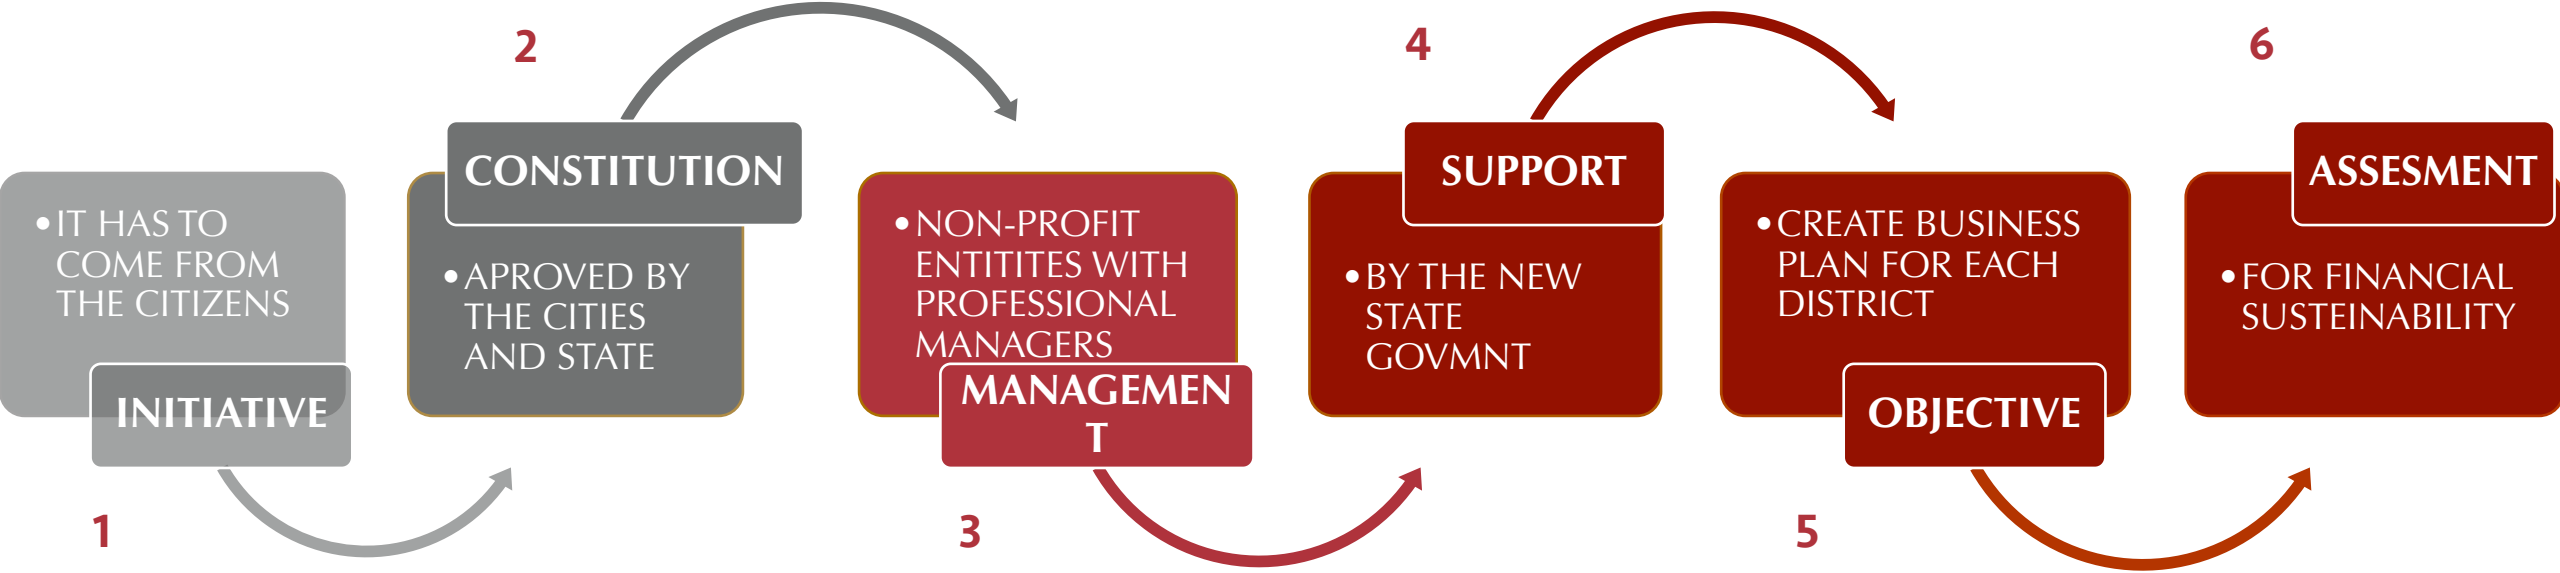 1
INITIATIVE
•IT HAS TO
COME FROM
THE CITIZENS
2
CONSTITUTION
•APROVED BY
THE CITIES
AND STATE
3
•NON-PROFIT
ENTITITES WITH
PROFESSIONAL
MANAGERS
MANAGEMEN
T
4
SUPPORT
•BY THE NEW
STATE
GOVMNT
5
•CREATE BUSINESS
PLAN FOR EACH
DISTRICT
OBJECTIVE
6
ASSESMENT
•FOR FINANCIAL
SUSTEINABILITY